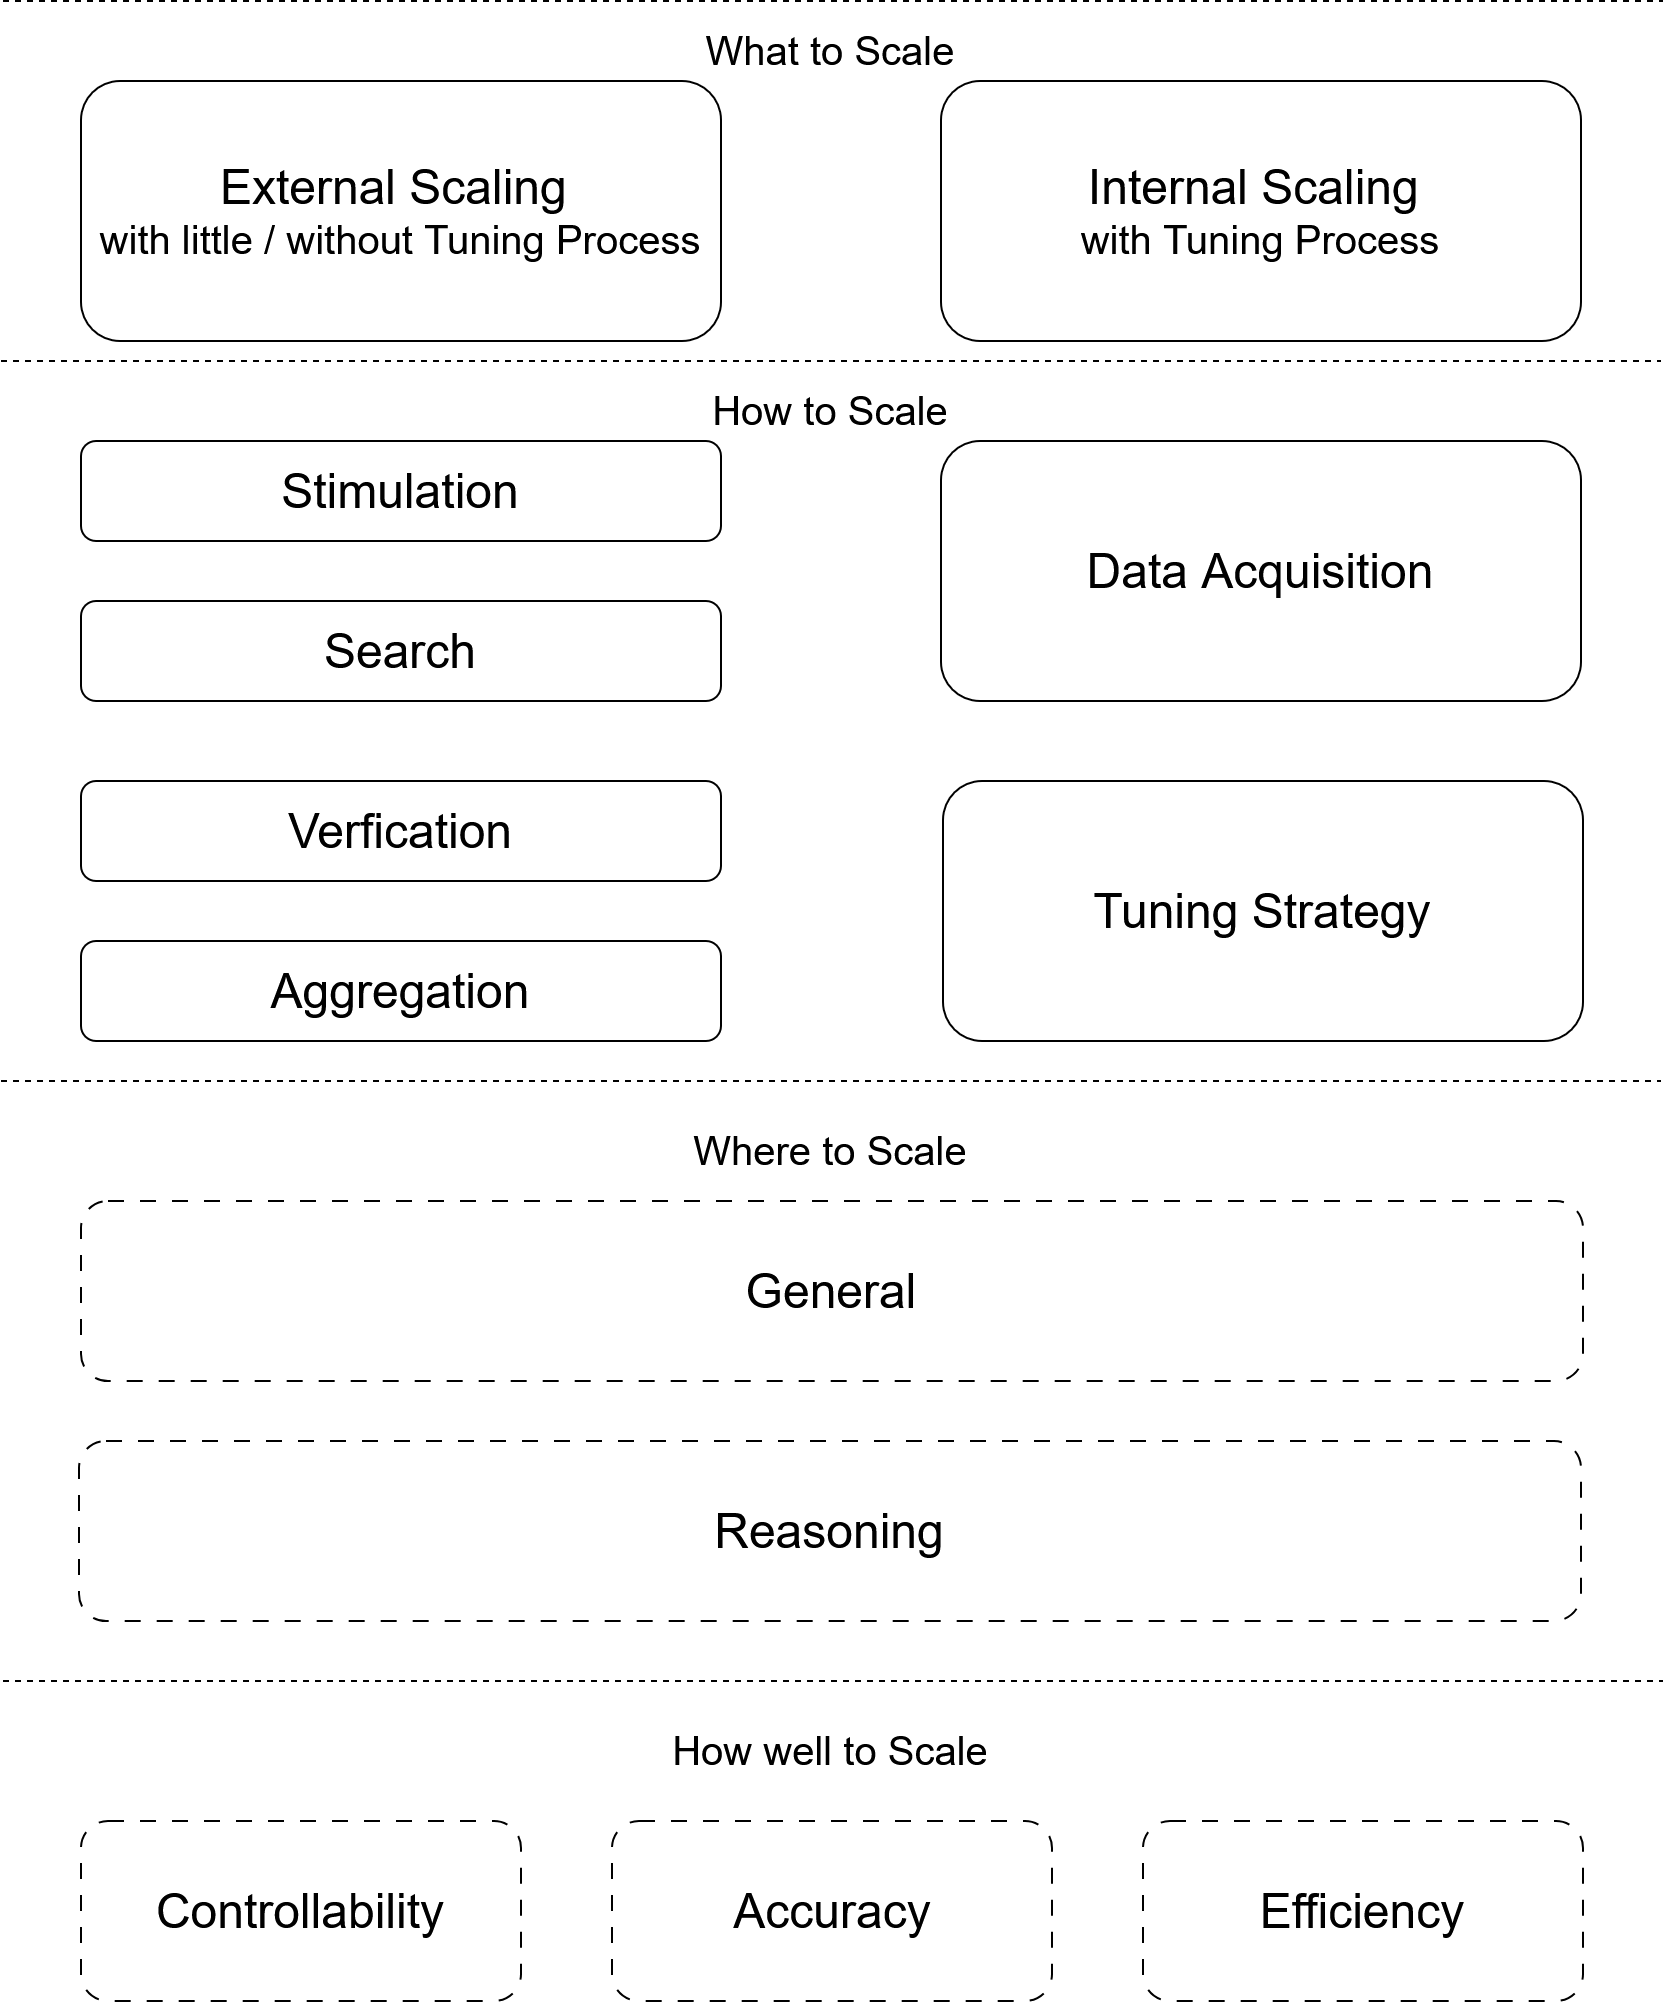 What to Scale
External Scaling
with little / without Tuning Process
Internal Scaling
with Tuning Process
How to Scale
Stimulation
Search
Verfication
Aggregation
Data Acquisition
Tuning Strategy
Where to Scale
General
Reasoning
How well to Scale
Controllability
Accuracy
Efficiency